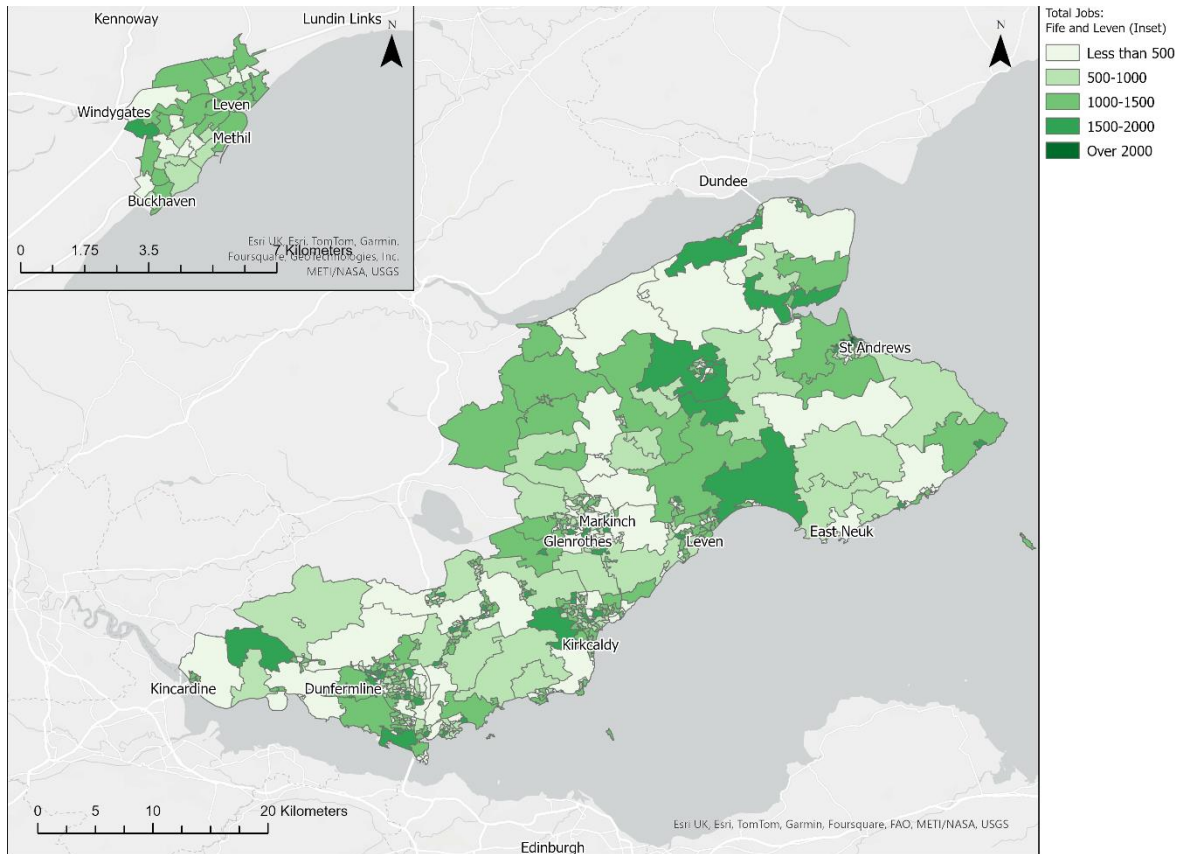 Kennoway
Lundin Links
N
Windygates
Leven
Methil
Buckhaven
Esri UK, Esri, TomTom, Garmin,
Foursquare, GeoTechnologies, Inc,
METI/NASA, USGS
0 1.75 3.5 7 Kilometers
N
Total Jobs:
Fife and Leven (Inset)
Less than 500
500-1000
1000-1500
1500-2000
Over 2000
Dundee
St Andrews
Markinch
Glenrothes
Leven
East Neuk
Kirkcaldy
Kincardine
Dunfermline
0 5 10 20 Kilometers
Esri UK, Esri, TomTom, Garmin, Foursquare, FAO, METI/NASA, USGS
Edinburgh